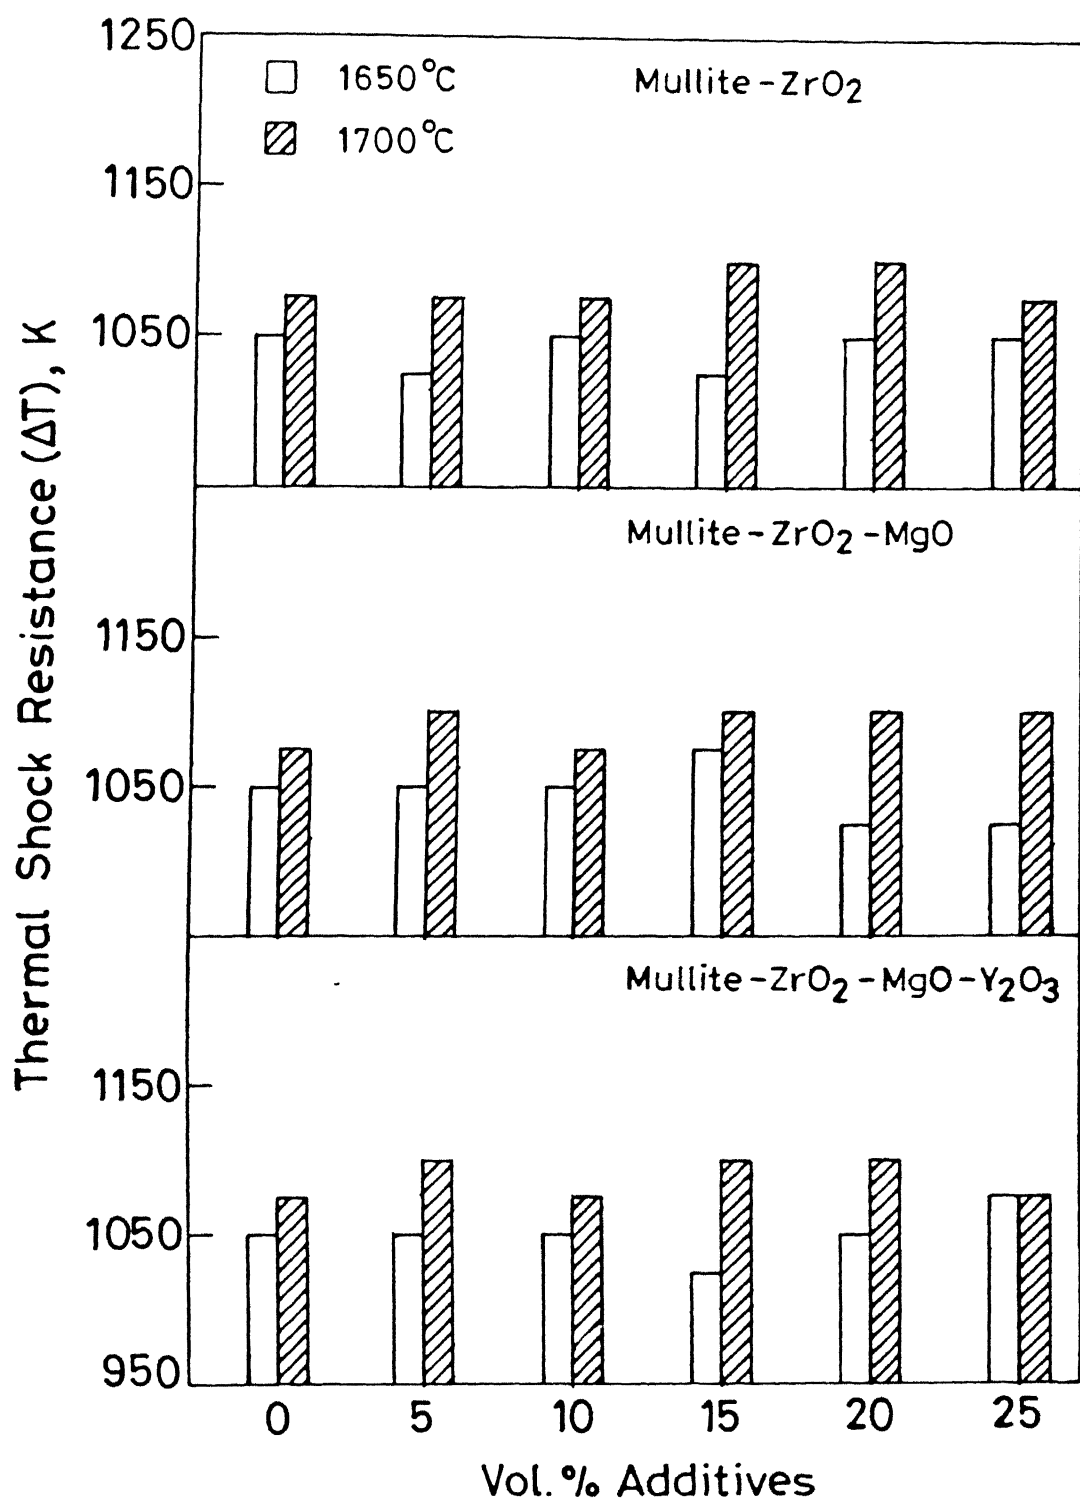 1250
1650°C
Mullite-ZrO2
1700°C
1150
1050
Mullite-ZrO2-MgO
1150
1050
Mullite-ZrO2-MgO-Y2O3
1150
1050
950
0 5 10 15 20 25
Vol.% Additives
Thermal Shock Resistance (ΔT), K